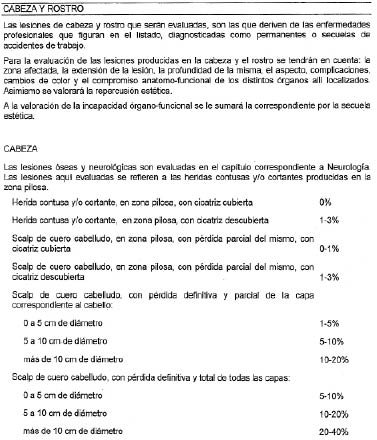 CABEZA Y ROSTRO
Las lesiones de cabeza y rostro que serán evaluadas, son las que deriven de las enfermedades
profesionales que figuran en el listado, diagnosticadas como permanentes o secuelas de
accidentes de trabajo.
Para la evaluación de las lesiones producidas en la cabeza y el rostro se tendrán en cuenta: la
zona afectada, la extensión de la lesión, la profundidad de la misma, el aspecto, complicaciones,
cambios de color y el compromiso anatomo-funcional de los distintos órganos allí localizados.
Asimismo se valorará la repercusión estética.
A la valoración de la incapacidad órgano-funcional se le sumará la correspondiente por la secuela
estética.
CABEZA
Las lesiones óseas y neurológicas son evaluadas en el capítulo correspondiente a Neurología.
Las lesiones aquí evaluadas se refieren a las heridas contusas y/o cortantes producidas en la
zona pilosa.
Herida contusa y/o cortante, en zona pilosa, con cicatriz cubierta 0%
Herida contusa y/o cortante, en zona pilosa, con cicatriz descubierta 1-3%
Scalp de cuero cabelludo, en zona pilosa, con pérdida parcial del mismo, con
cicatriz cubierta 0-1%
Scalp de cuero cabelludo, en zona pilosa, con pérdida parcial del mismo, con
cicatriz descubierta 1-3%
Scalp de cuero cabelludo, con pérdida definitiva y parcial de la capa
correspondiente al cabello:
0 a 5 cm de diámetro 1-5%
5 a 10 cm de diámetro 5-10%
más de 10 cm de diámetro 10-20%
Scalp de cuero cabelludo, con pérdida definitiva y total de todas las capas:
0 a 5 cm de diámetro 5-10%
5 a 10 cm de diámetro 10-20%
más de 10 cm de diámetro 20-40%